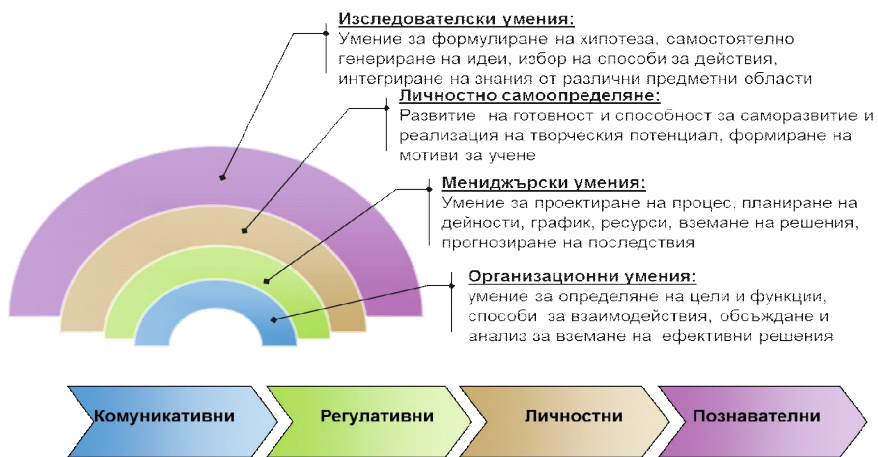 Изследователски умения:
Умение за формулиране на хипотеза, самостоятелно
генериране на идеи, избор на способи за действия,
интегриране на знания от различни предметни области
Личностно самоопределяне:
Развитие на готовност и способност за саморазвитие и
реализация на творческия потенциал, формиране на
мотиви за учене
Мениджърски умения:
Умение за проектиране на процес, планиране на
дейности, график, ресурси, вземане на решения,
прогнозиране на последствия
Организационни умения:
умение за определяне на цели и функции,
способи за взаимодействия, обсъждане и
анализ за вземане на ефективни решения
Комуникативни Регулативни Личностни Познавателни